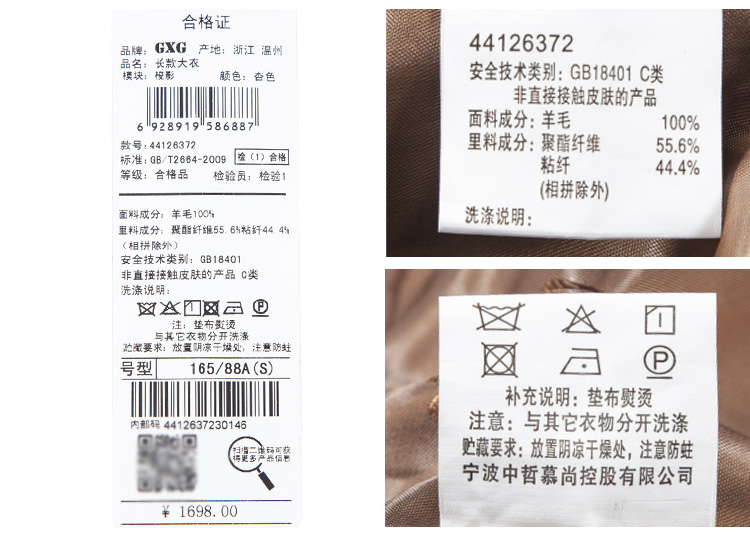 合格证
品牌: GXG 产地: 浙江 温州
品名: 长款大衣
模块: 梭影 颜色: 杏色
6 928919 586887
款号: 44126372
标准: GB/T2664-2009 检(1)合格
等级: 合格品 检验员: 检验1
面料成分: 羊毛100%
里料成分: 聚酯纤维55.6%粘纤44.4%
(相拼除外)
安全技术类别: GB18401
非直接接触皮肤的产品 C类
洗涤说明:
P
注: 垫布熨烫
与其它衣物分开洗涤
贮藏要求: 放置阴凉干燥处, 注意防蛀
号型 165/88A(S)
内部码 4412637230146
扫描二维码可获
得更多产品信息
¥ 1698.00
44126372
安全技术类别: GB18401 C类
非直接接触皮肤的产品
面料成分: 羊毛 100%
里料成分: 聚酯纤维 55.6%
粘纤 44.4%
(相拼除外)
洗涤说明:
P
补充说明: 垫布熨烫
注意: 与其它衣物分开洗涤
贮藏要求: 放置阴凉干燥处, 注意防蛀
宁波中哲慕尚控股有限公司